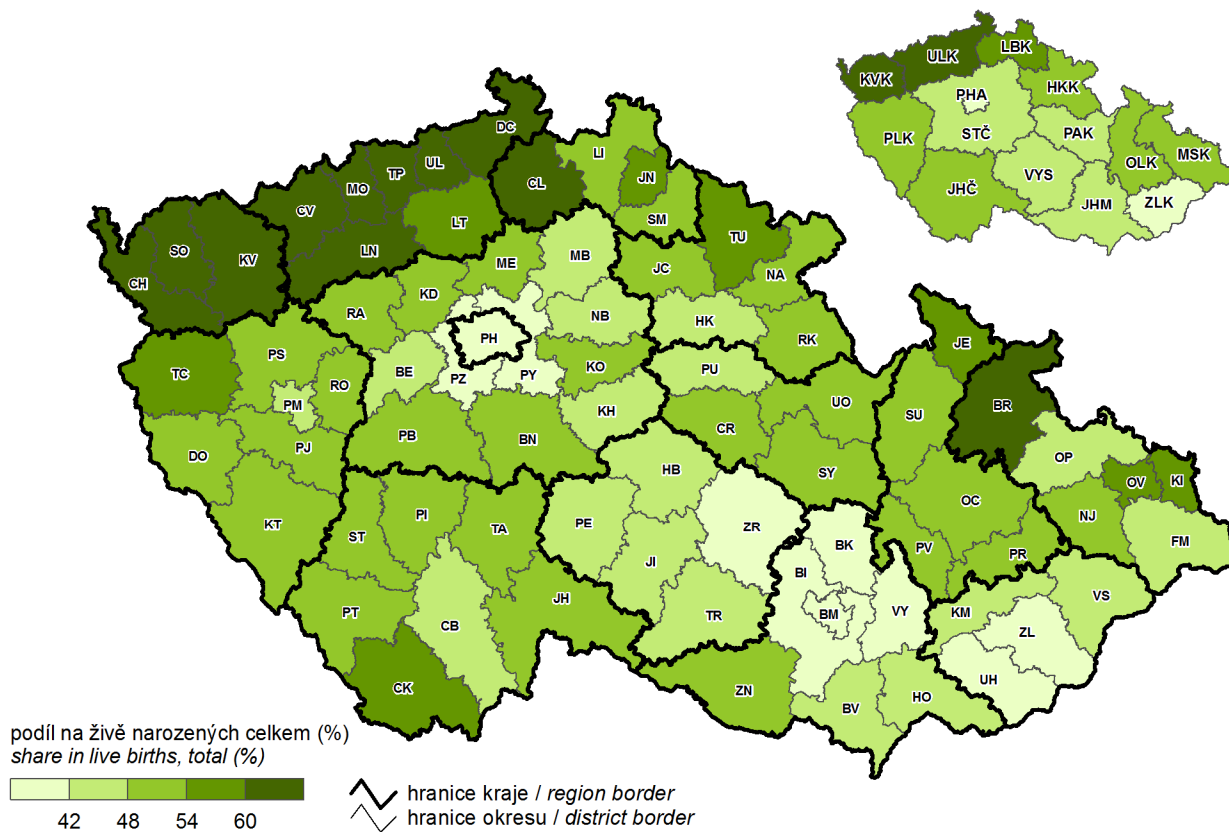 KVK
ULK
LBK
HKK
PHA
STČ
PAK
PLK
OLK
MSK
VYS
JHČ
JHM
ZLK
DC
UL
TP
MO
CV
LT
LN
CL
LI
JN
SM
SO
KV
CH
TU
JC
NA
HK
RK
MB
ME
KD
RA
NB
PH
BE
PZ
PY
KO
KH
PB
BN
TC
PS
RO
PM
PJ
DO
KT
PU
UO
CR
SY
JE
BR
SU
OP
OV
KI
OC
NJ
FM
PV
PR
HB
PE
ZR
JI
TR
ST
PI
TA
PT
CB
JH
CK
BK
BI
BM
VY
ZN
BV
HO
KM
VS
ZL
UH
podíl na živě narozených celkem (%)
share in live births, total (%)
42 48 54 60
hranice kraje / region border
hranice okresu / district border